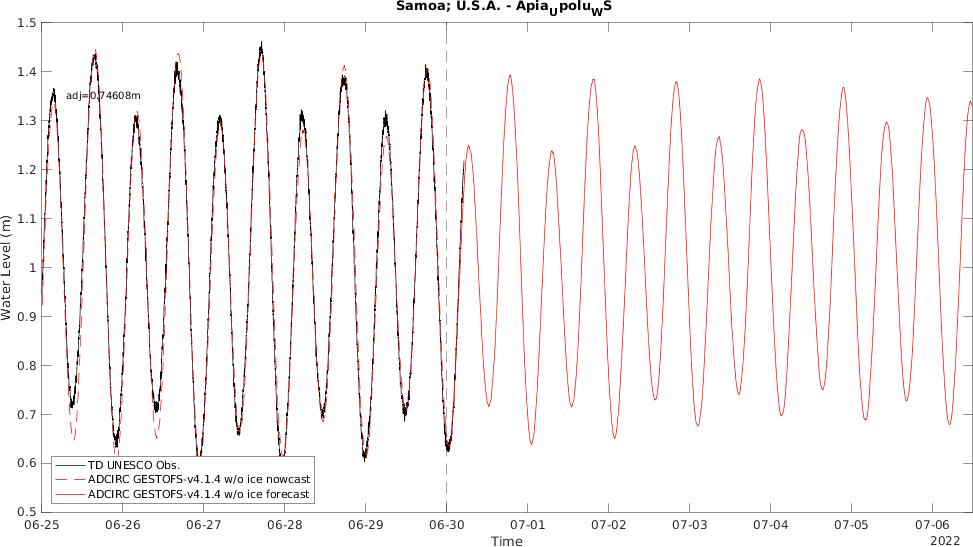 Samoa; U.S.A. - Apia_Upolu_WS
1.5
1.4
adj=0.74608m
1.3
1.2
1.1
1
0.9
0.8
0.7
0.6
0.5
Water Level (m)
TD UNESCO Obs.
ADCIRC GESTOFS-v4.1.4 w/o ice nowcast
ADCIRC GESTOFS-v4.1.4 w/o ice forecast
06-25 06-26 06-27 06-28 06-29 06-30 07-01 07-02 07-03 07-04 07-05 07-06
Time
2022